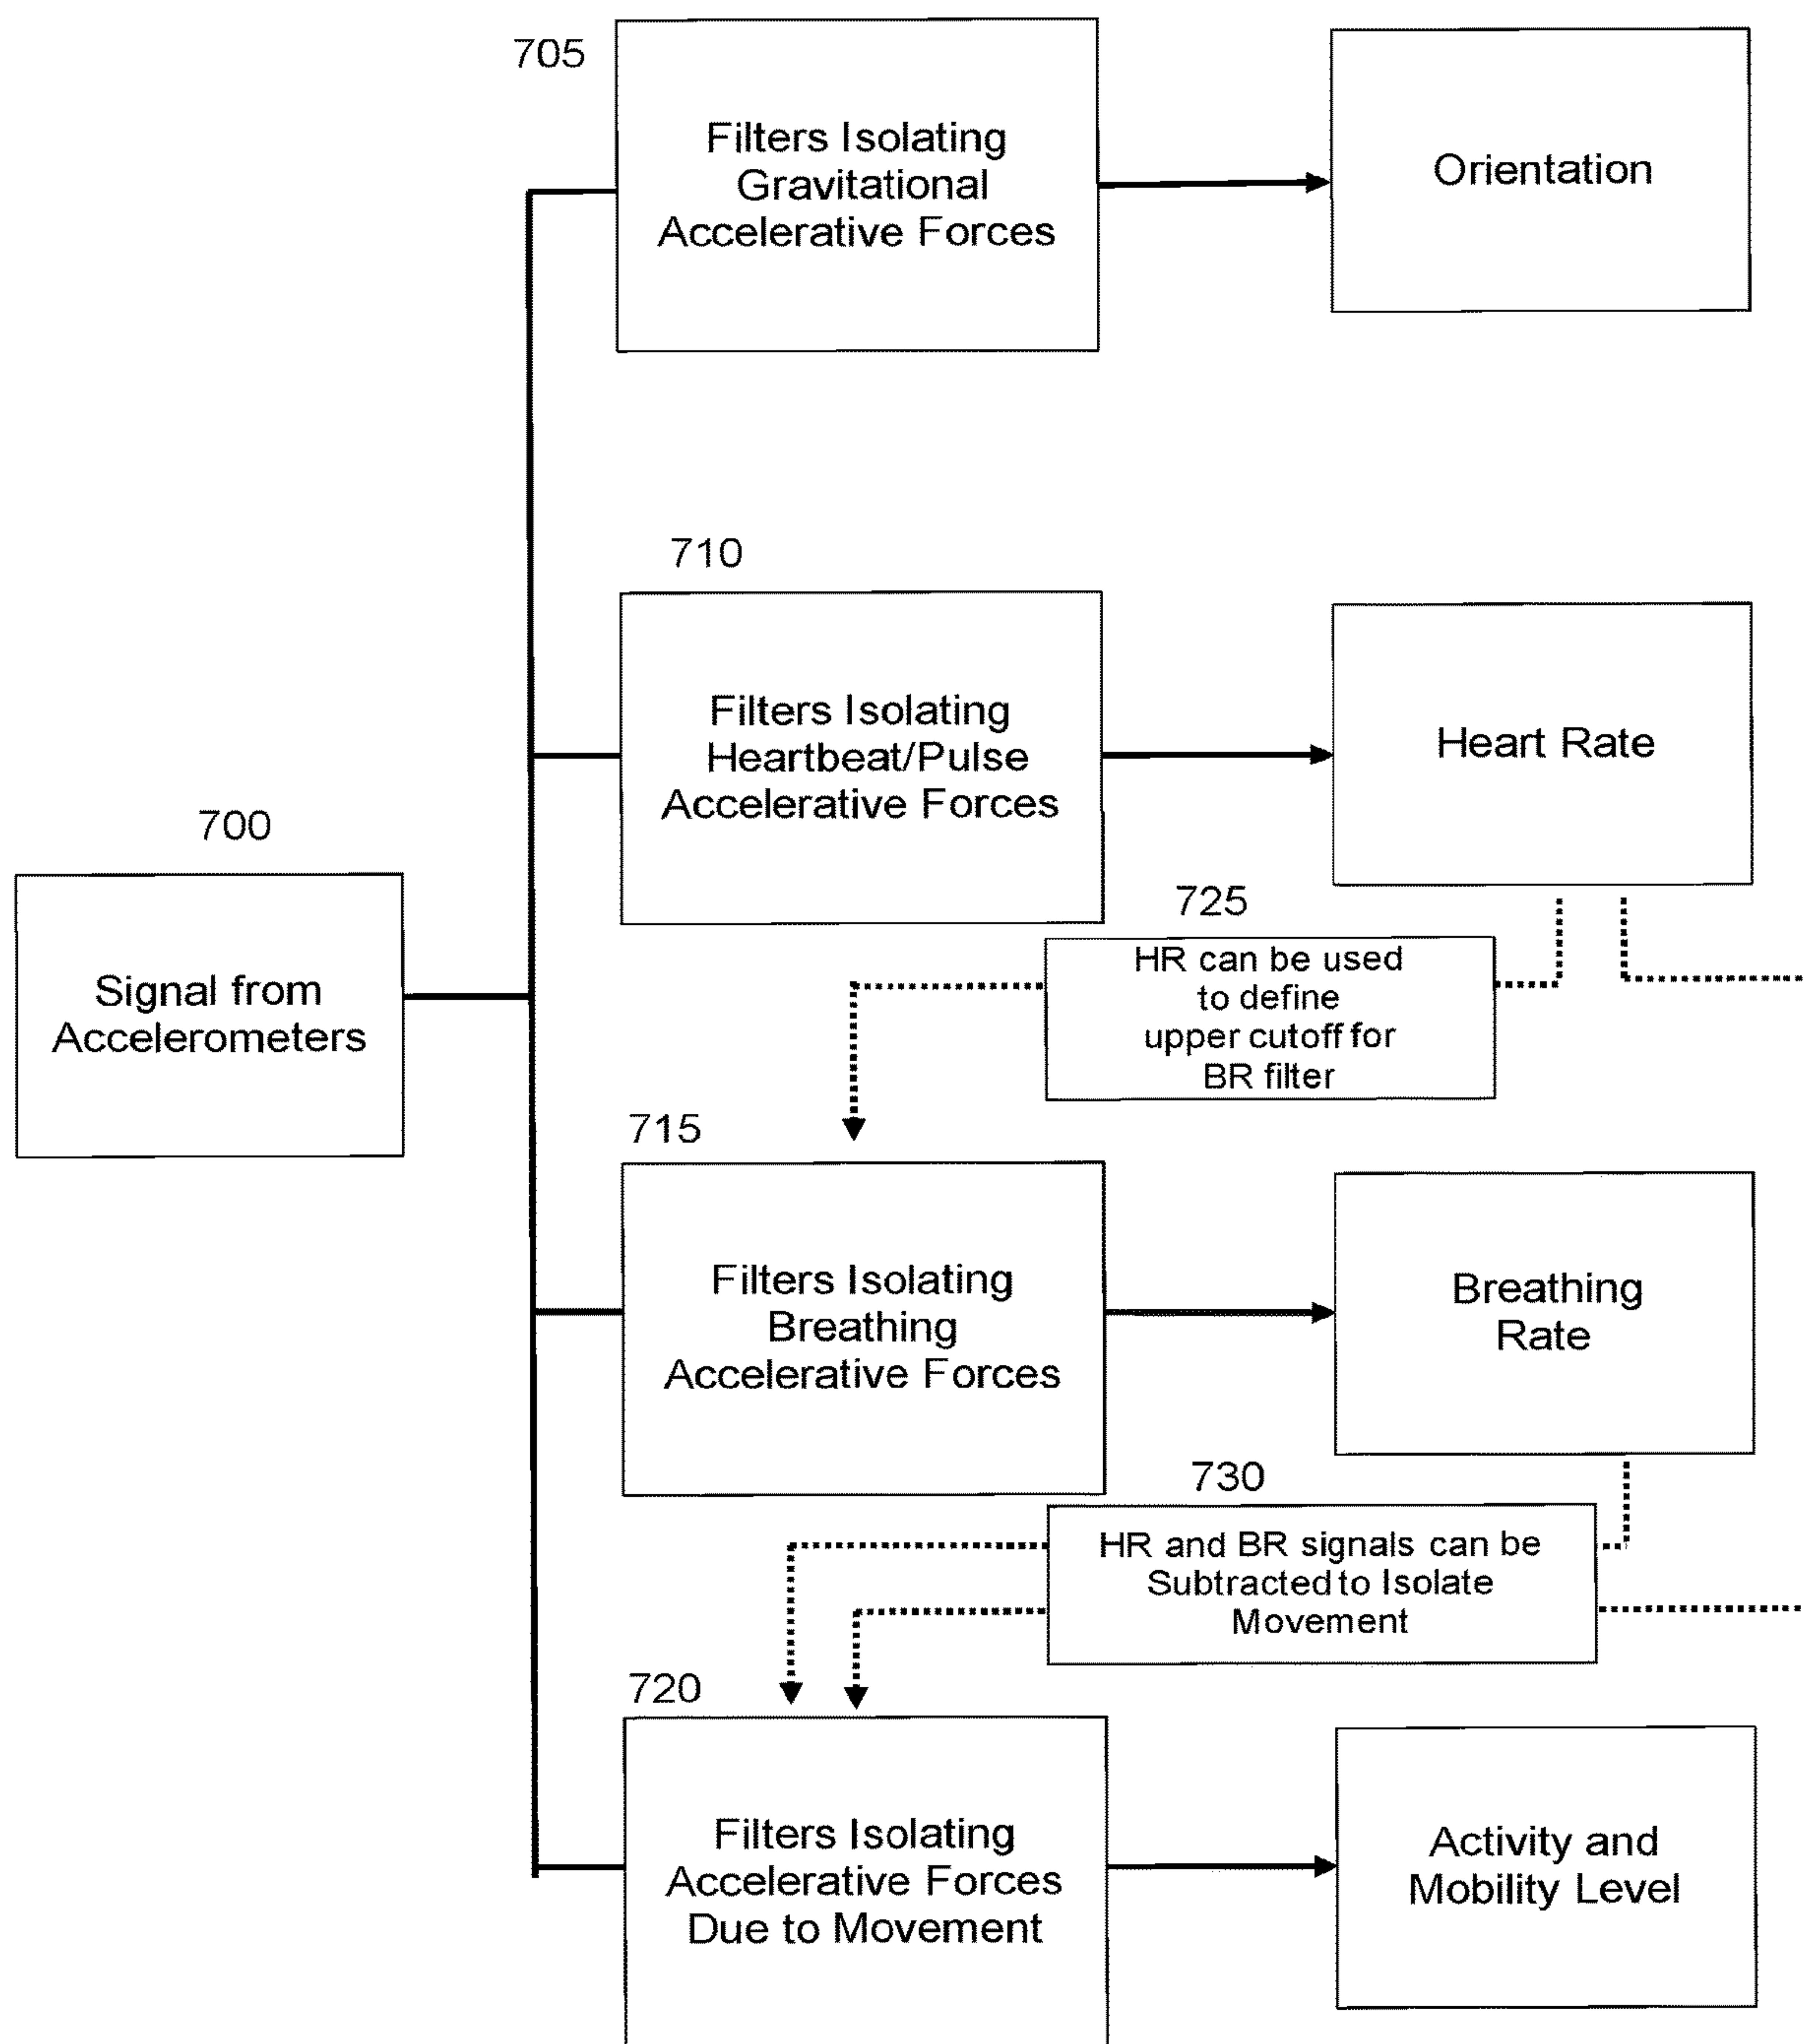 705
Filters Isolating
Gravitational
Accelerative Forces
Orientation
710
Filters Isolating
Heartbeat/Pulse
Accelerative Forces
Heart Rate
700
Signal from
Accelerometers
725
HR can be used
to define
upper cutoff for
BR filter
715
Filters Isolating
Breathing
Accelerative Forces
Breathing
Rate
730
HR and BR signals can be
Subtracted to Isolate
Movement
720
Filters Isolating
Accelerative Forces
Due to Movement
Activity and
Mobility Level